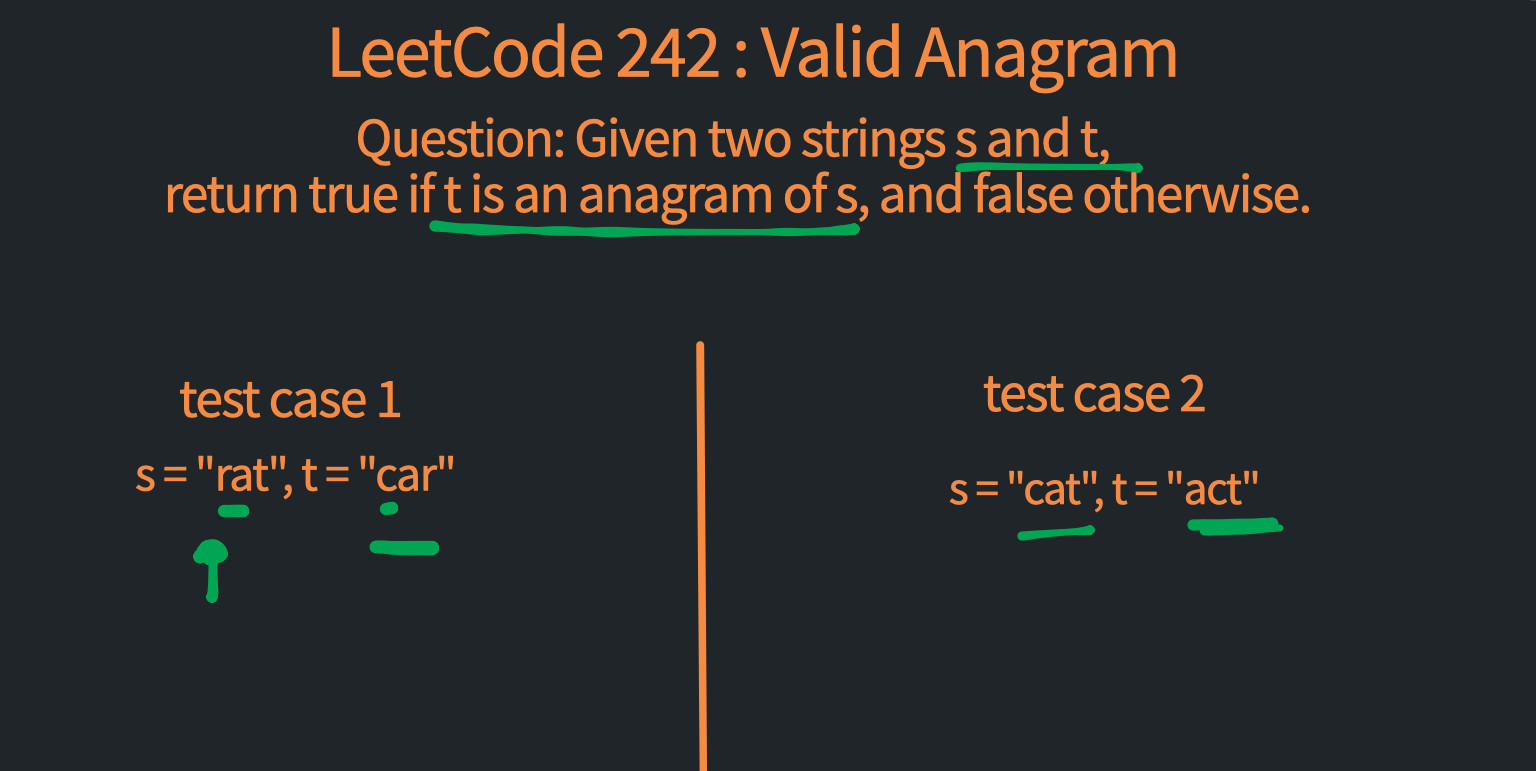 LeetCode 242 : Valid Anagram
Question: Given two strings s and t,
return true if t is an anagram of s, and false otherwise.
test case 1
s = "rat", t = "car"
test case 2
s = "cat", t = "act"